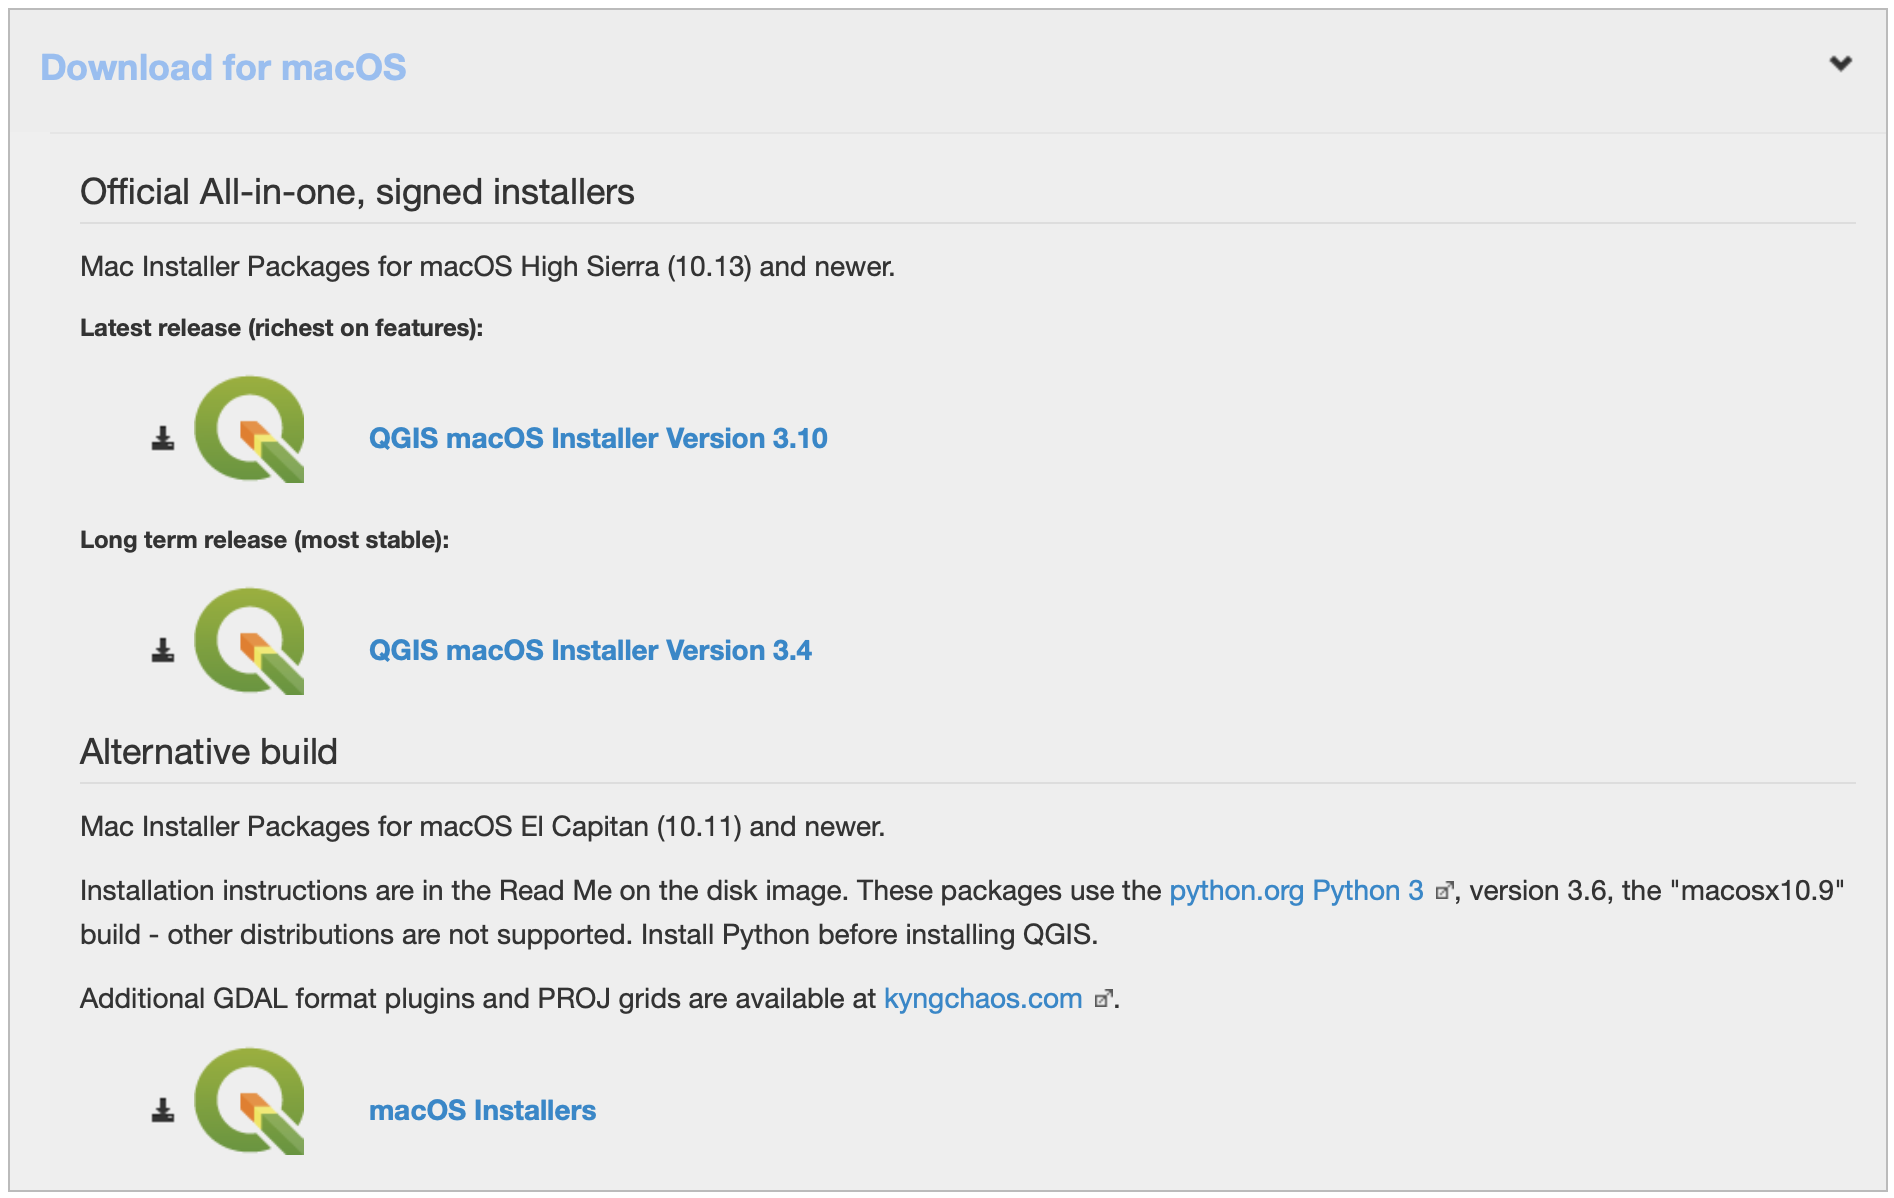 Download for macOS
Official All-in-one, signed installers
Mac Installer Packages for macOS High Sierra (10.13) and newer.
Latest release (richest on features):
QGIS macOS Installer Version 3.10
Long term release (most stable):
QGIS macOS Installer Version 3.4
Alternative build
Mac Installer Packages for macOS El Capitan (10.11) and newer.
Installation instructions are in the Read Me on the disk image. These packages use the python.org Python 3 , version 3.6, the "macosx10.9"
build - other distributions are not supported. Install Python before installing QGIS.
Additional GDAL format plugins and PROJ grids are available at kyngchaos.com .
macOS Installers